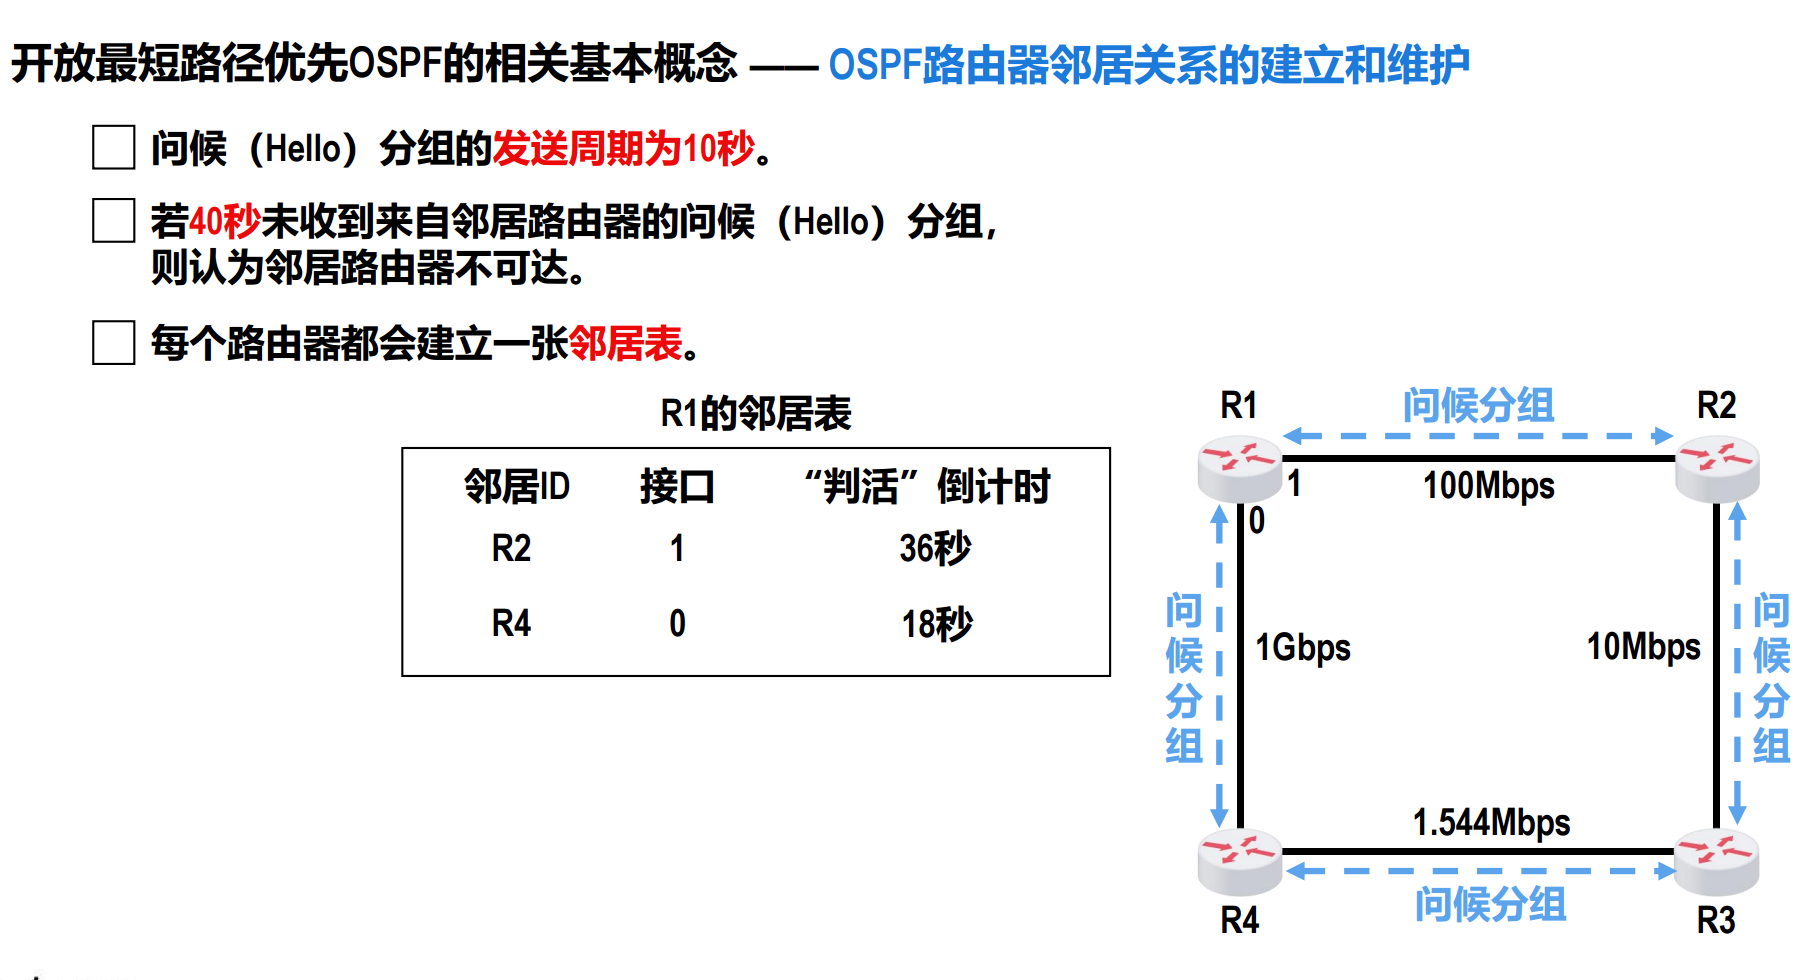 开放最短路径优先OSPF的相关基本概念 —— OSPF路由器邻居关系的建立和维护
问候（Hello）分组的发送周期为10秒。
若40秒未收到来自邻居路由器的问候（Hello）分组，
则认为邻居路由器不可达。
每个路由器都会建立一张邻居表。
R1的邻居表
邻居ID 接口 “判活”倒计时
R2 1 36秒
R4 0 18秒
R1 问候分组 R2
1 100Mbps
0
问候分组
1Gbps
10Mbps
问候分组
1.544Mbps
问候分组
R4 R3